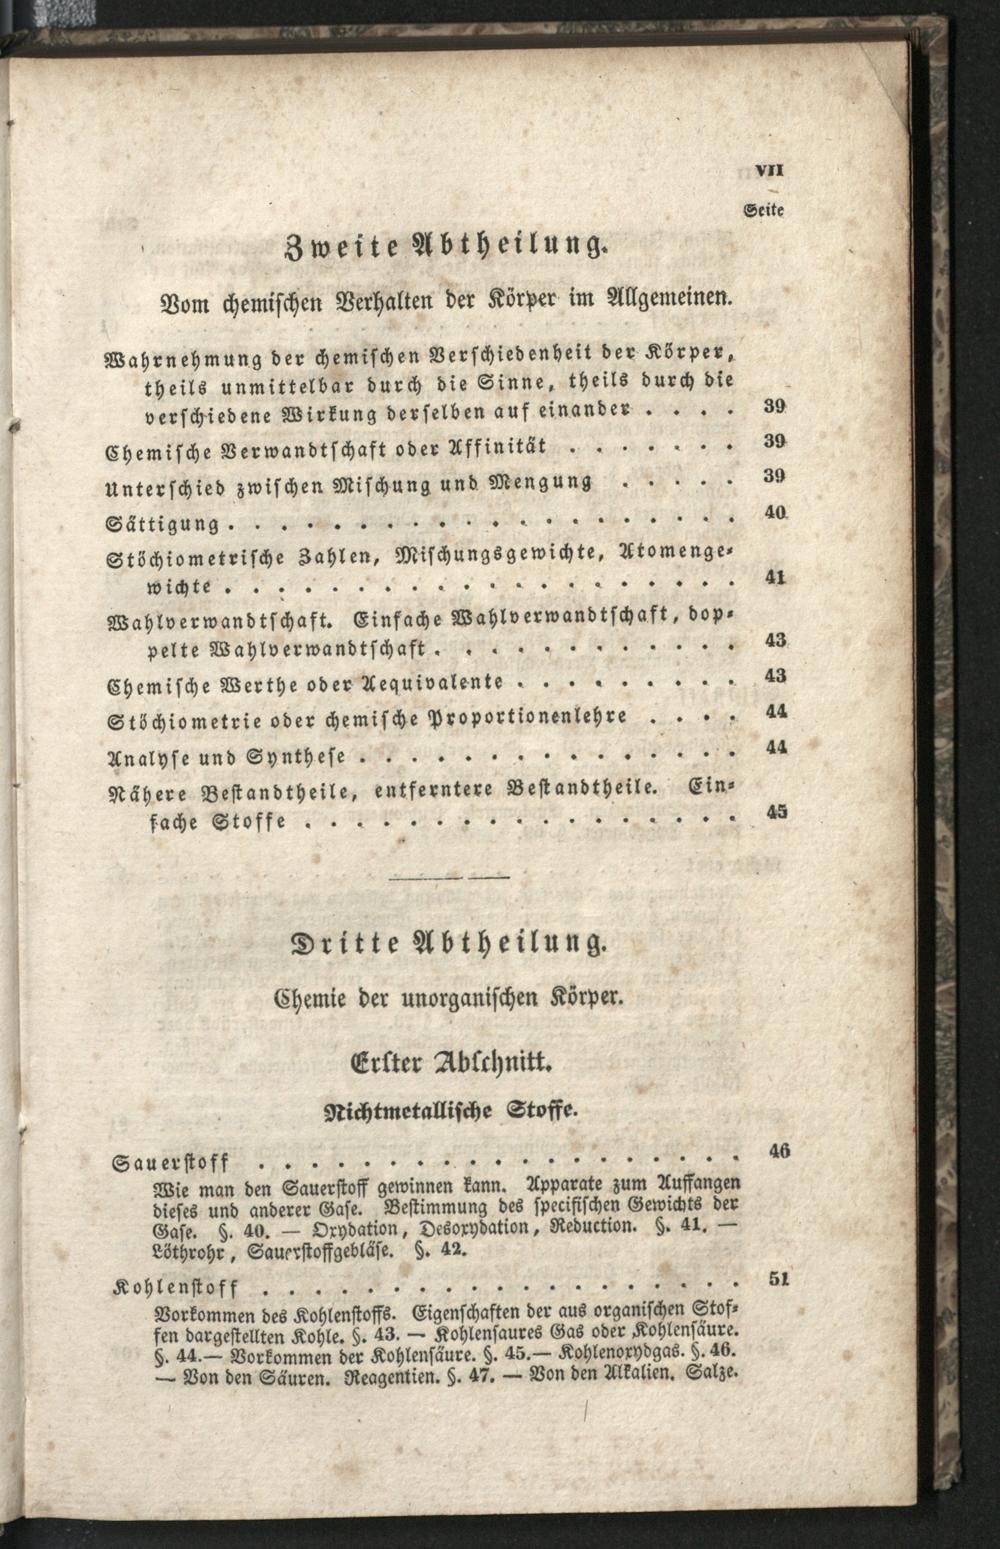 VII
Seite
Zweite Abtheilung.
Vom chemischen Verhalten der Körper im Allgemeinen.
Wahrnehmung der chemischen Verschiedenheit der Körper,
theils unmittelbar durch die Sinne, theils durch die
verschiedene Wirkung derselben auf einander . . . . 39
Chemische Verwandtschaft oder Affinität . . . . . . . 39
Unterschied zwischen Mischung und Mengung . . . . . 39
Sättigung . . . . . . . . . . . . . . . . . . . . 40
Stöchiometrische Zahlen, Mischungsgewichte, Atomenge-
wichte . . . . . . . . . . . . . . . . . . . . 41
Wahlverwandtschaft. Einfache Wahlverwandtschaft, dop-
pelte Wahlverwandtschaft . . . . . . . . . . . . 43
Chemische Werthe oder Aequivalente . . . . . . . . . 43
Stöchiometrie oder chemische Proportionenlehre . . . . 44
Analyse und Synthese . . . . . . . . . . . . . . . 44
Nähere Bestandtheile, entferntere Bestandtheile. Ein-
fache Stoffe . . . . . . . . . . . . . . . . . 45
Dritte Abtheilung.
Chemie der unorganischen Körper.
Erster Abschnitt.
Nichtmetallische Stoffe.
Sauerstoff . . . . . . . . . . . . . . . . . . . 46
Wie man den Sauerstoff gewinnen kann. Apparate zum Auffangen
dieses und anderer Gase. Bestimmung des specifischen Gewichts der
Gase. §. 40. — Oxydation, Desoxydation, Reduction. §. 41. —
Löthrohr, Sauerstoffgebläse. §. 42.
Kohlenstoff . . . . . . . . . . . . . . . . . . . 51
Vorkommen des Kohlenstoffs. Eigenschaften der aus organischen Stof-
fen dargestellten Kohle. §. 43. — Kohlensaures Gas oder Kohlensäure.
§. 44. — Vorkommen der Kohlensäure. §. 45. — Kohlenoxydgas. §. 46.
— Von den Säuren. Reagentien. §. 47. — Von den Alkalien. Salze.